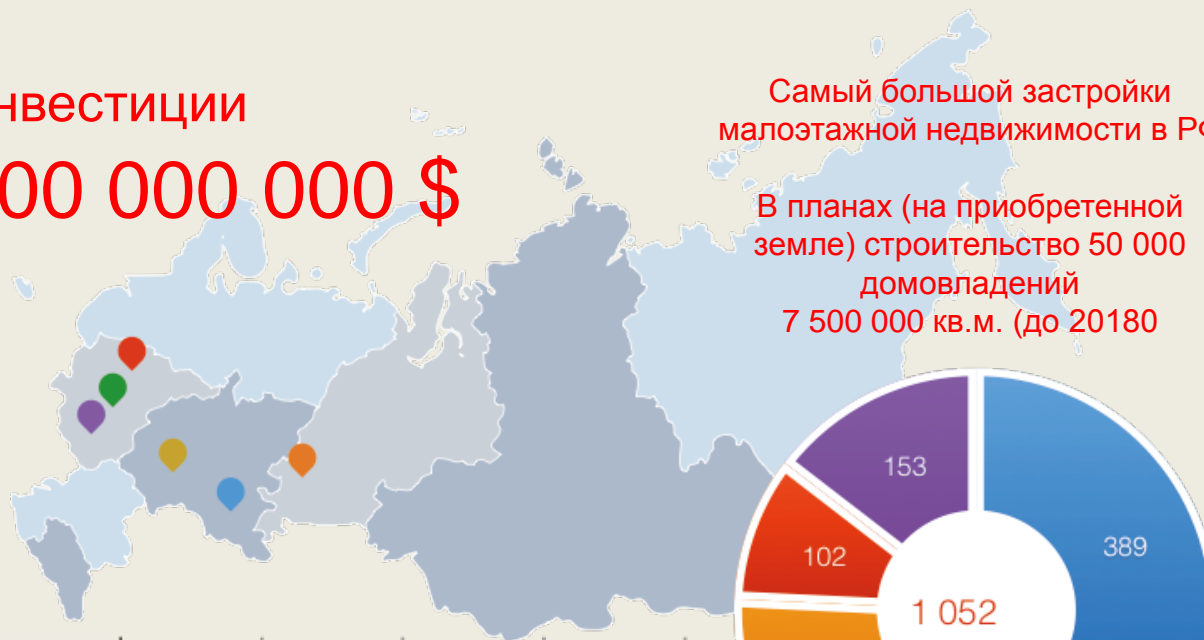 нвестиции
00 000 000 $
Самый большой застройки
малоэтажной недвижимости в РФ
В планах (на приобретенной
земле) строительство 50 000
домовладений
7 500 000 кв.м. (до 20180
153
389
102
1 052